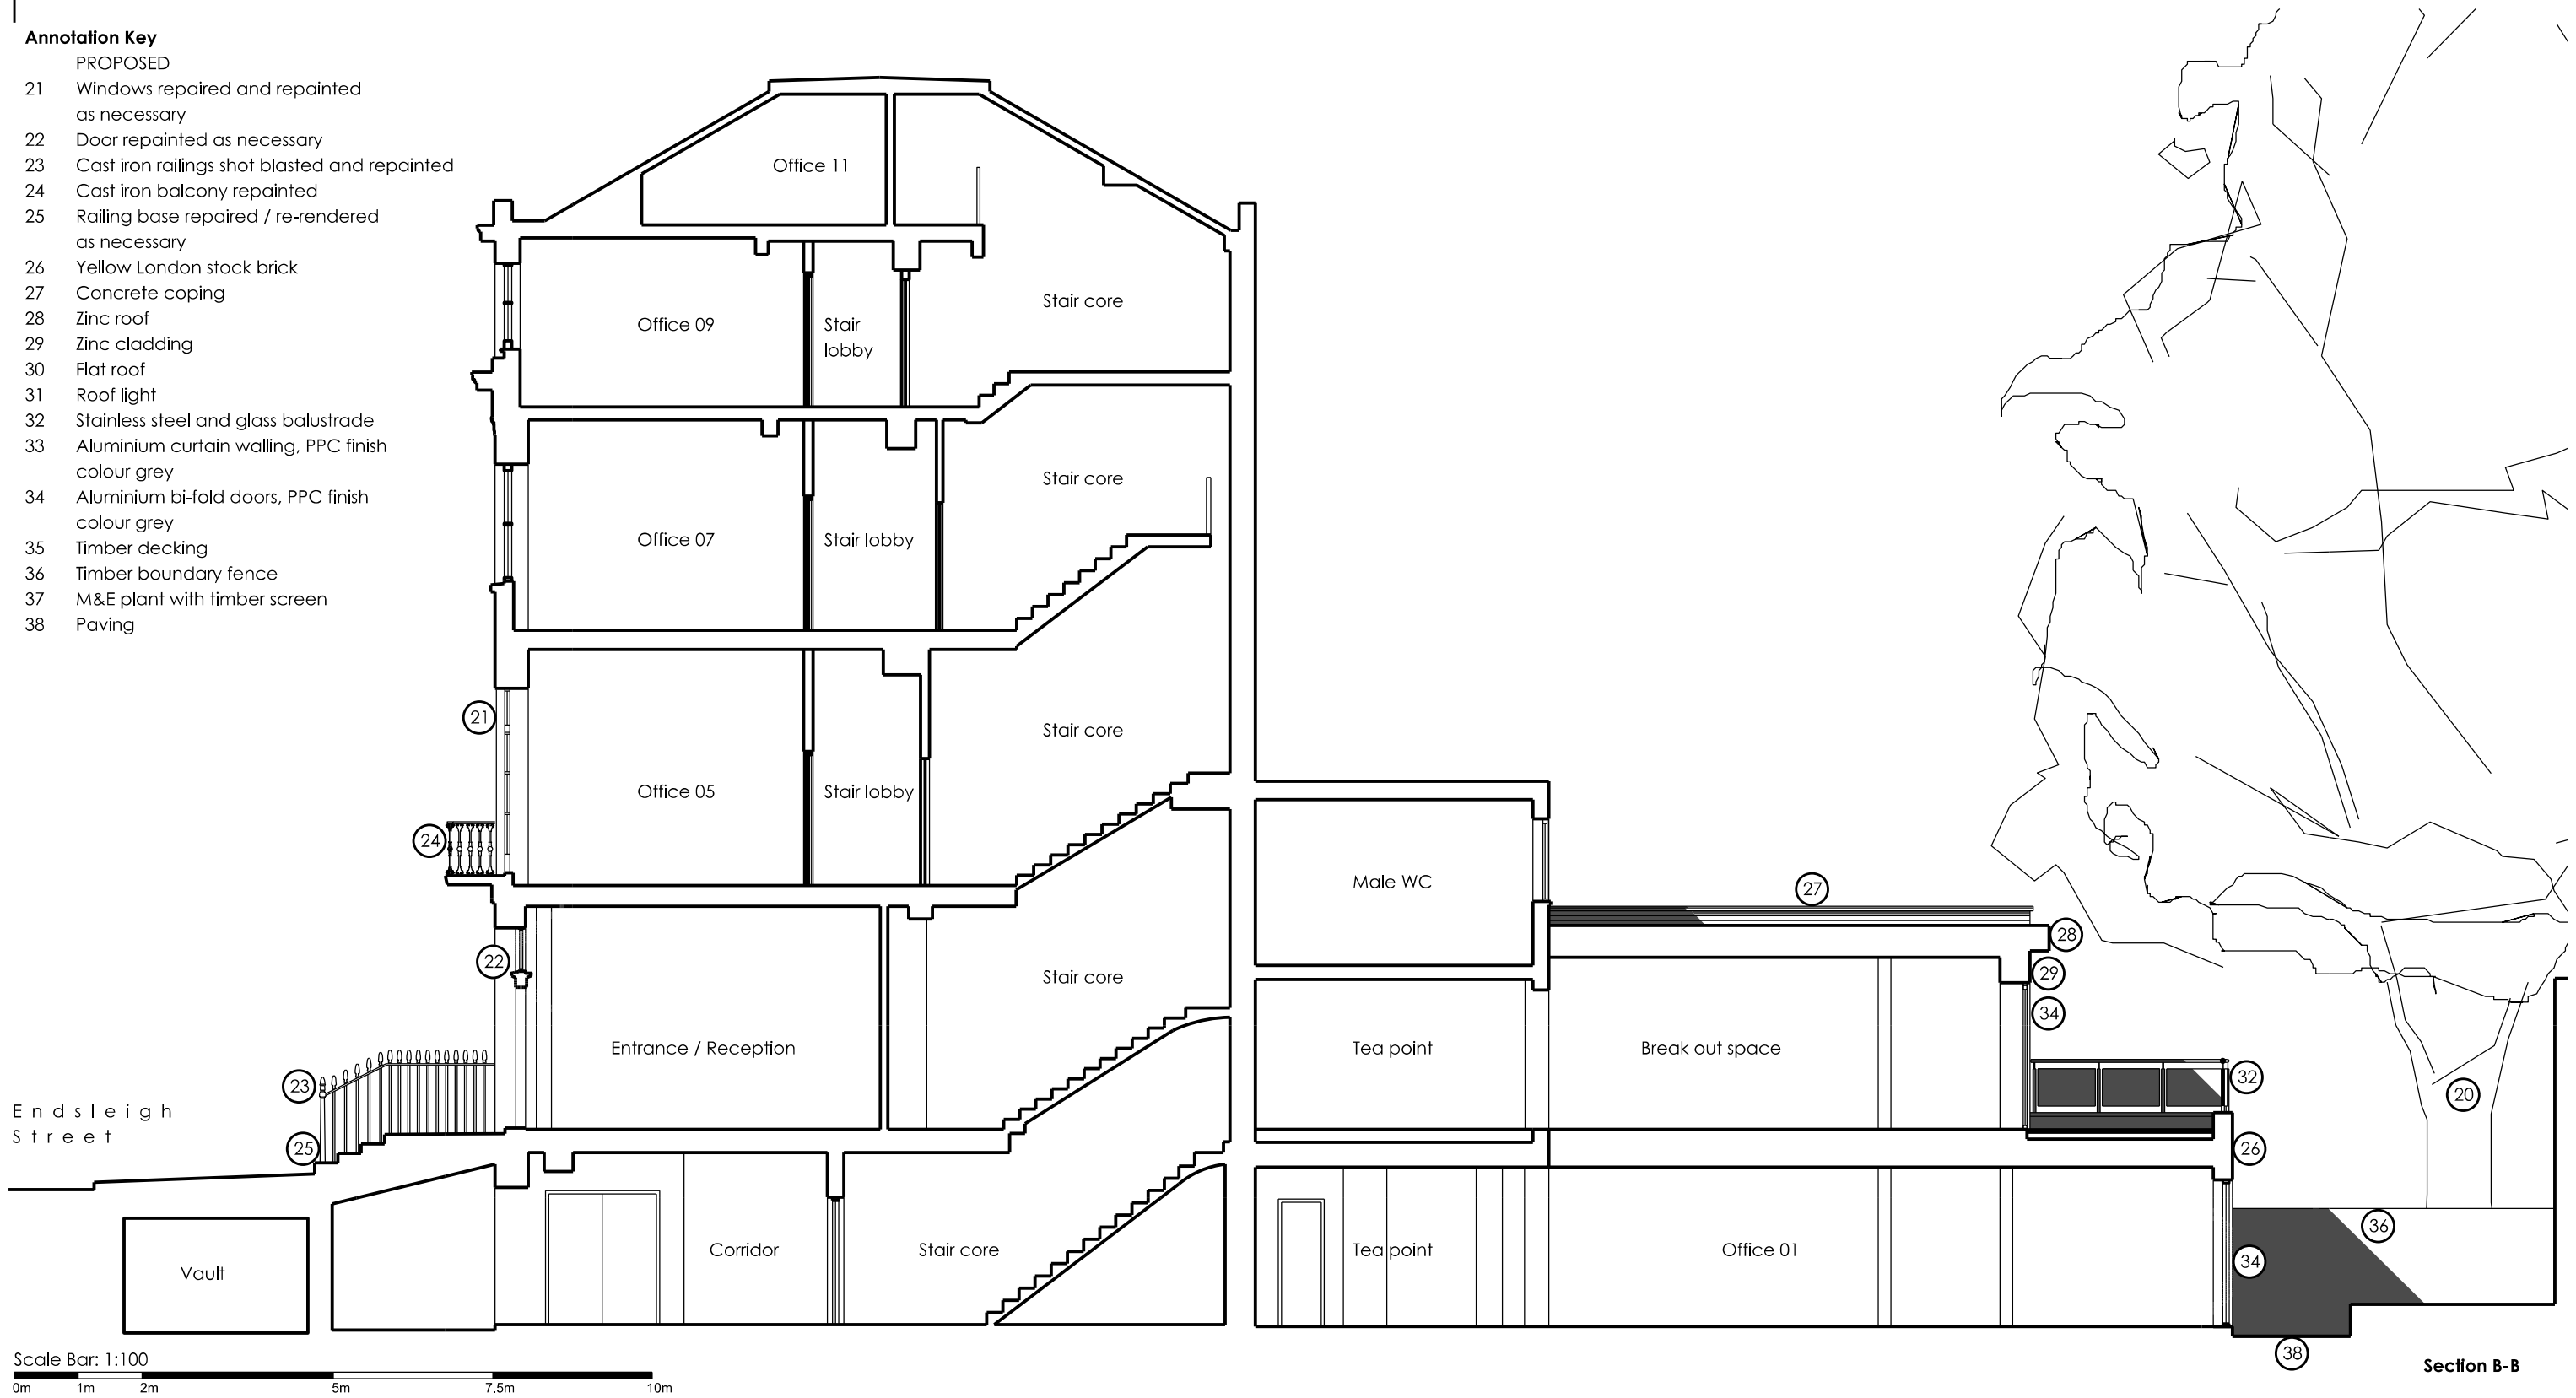 Annotation Key
PROPOSED
21 Windows repaired and repainted
as necessary
22 Door repainted as necessary
23 Cast iron railings shot blasted and repainted
24 Cast iron balcony repainted
25 Railing base repaired / re-rendered
as necessary
26 Yellow London stock brick
27 Concrete coping
28 Zinc roof
29 Zinc cladding
30 Flat roof
31 Roof light
32 Stainless steel and glass balustrade
33 Aluminium curtain walling, PPC finish
colour grey
34 Aluminium bi-fold doors, PPC finish
colour grey
35 Timber decking
36 Timber boundary fence
37 M&E plant with timber screen
38 Paving
Office 11
Stair core
Office 09
Stair
lobby
Stair core
Office 07
Stair lobby
21
Stair core
Office 05
Stair lobby
24
Male WC
27
28
22
Stair core
29
34
Entrance / Reception
Tea point
Break out space
23
32
20
Endsleigh
Street
25
26
36
Corridor
Stair core
Tea point
Office 01
34
Vault
38
Scale Bar: 1:100
0m 1m 2m 5m 7.5m 10m
Section B-B